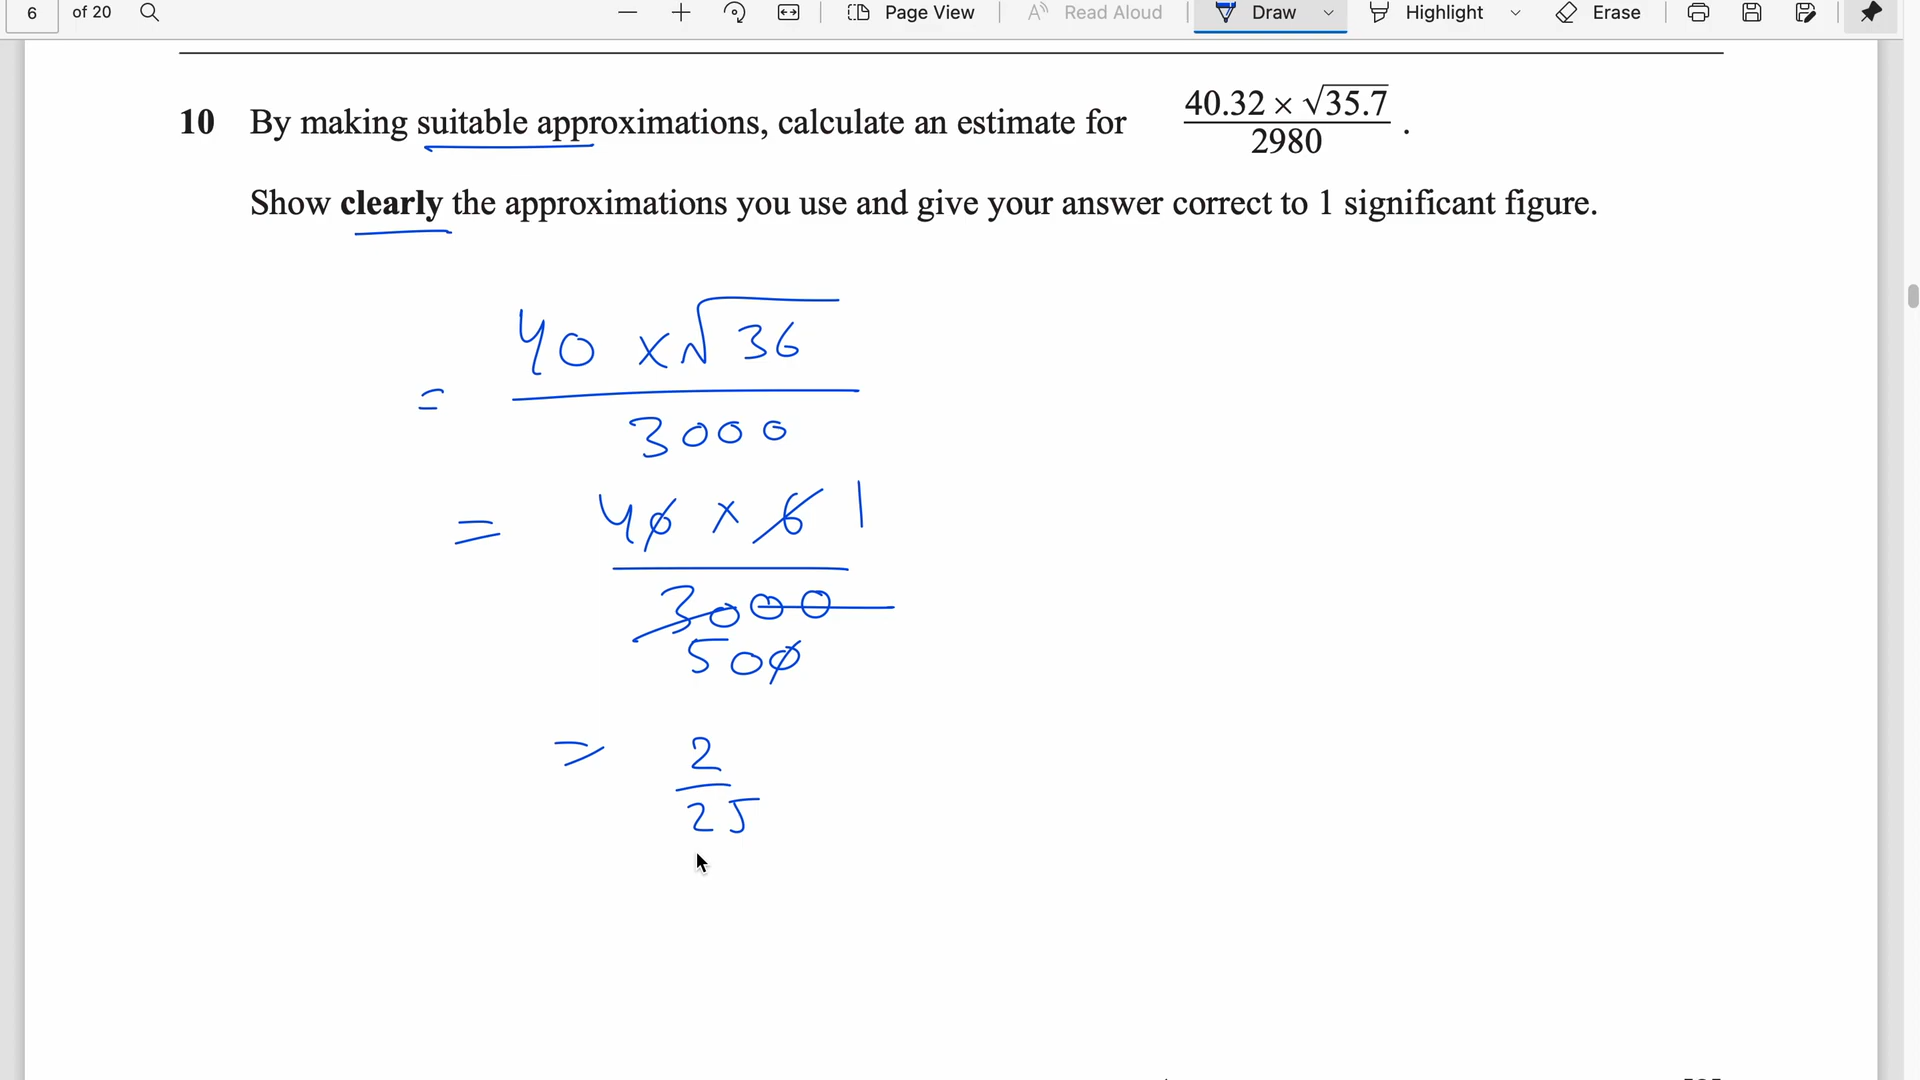 6 of 20 Page View Read Aloud Draw Highlight Erase
10 By making suitable approximations, calculate an estimate for 40.32 × √35.7 / 2980 .
Show clearly the approximations you use and give your answer correct to 1 significant figure.
= 40 × √36 / 3000
= 40 × 6 1 / 3000
500
= 2 / 25